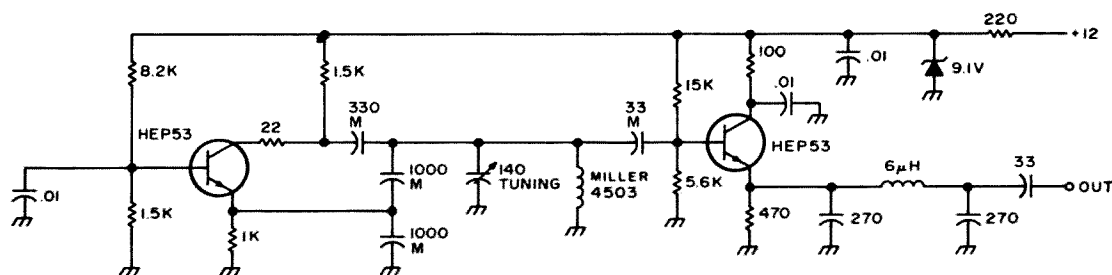 220
+12
8.2K
1.5K
15K
100
.01
9.1V
330
M
33
M
.01
HEP53
22
HEP53
1000
M
140
TUNING
MILLER
4503
5.6K
6μH
33
OUT
.01
1.5K
1K
1000
M
470
270
270